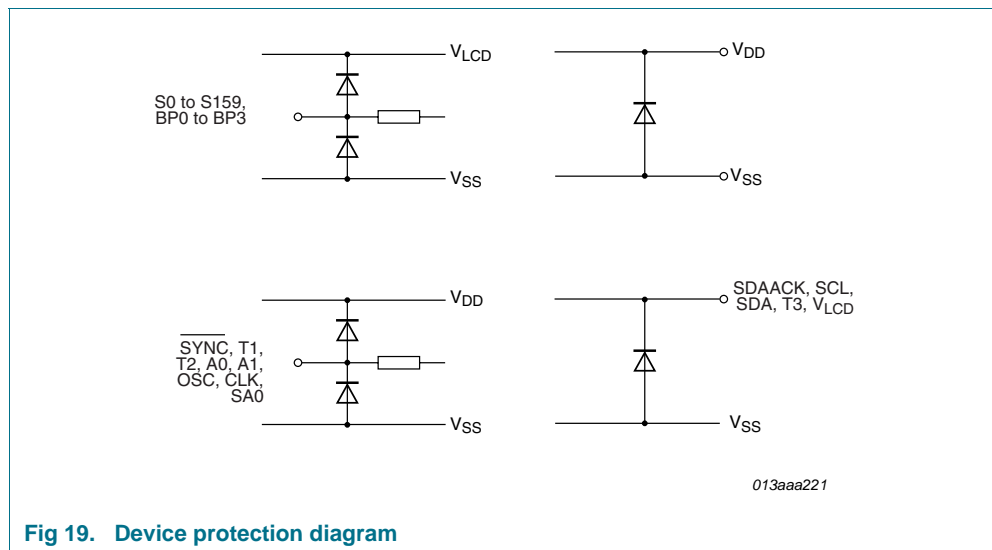 VLCD
S0 to S159,
BP0 to BP3
VSS
VDD
VSS
VDD
SYNC, T1,
T2, A0, A1,
OSC, CLK,
SA0
VSS
SDAACK, SCL,
SDA, T3, VLCD
VSS
013aaa221
Fig 19. Device protection diagram